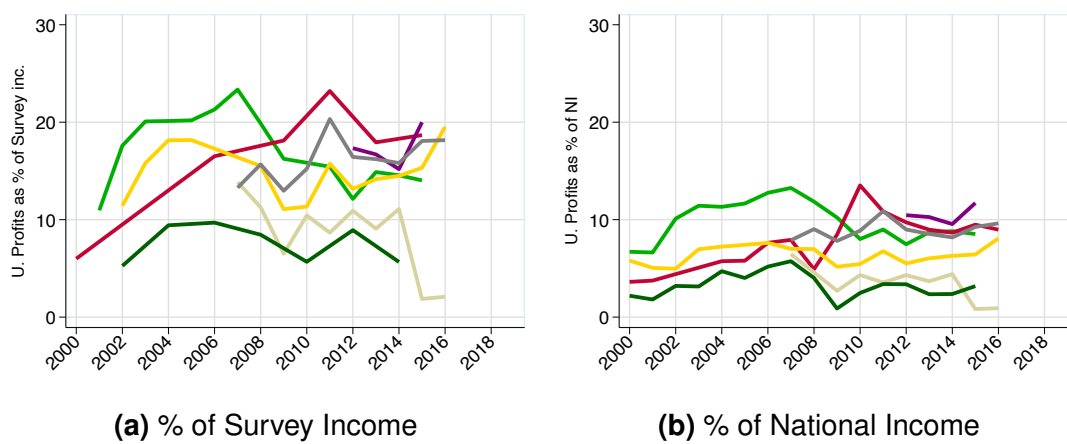 U. Profits as % of Survey inc.
30
20
10
0
2000 2002 2004 2006 2008 2010 2012 2014 2016 2018
(a) % of Survey Income
U. Profits as % of NI
30
20
10
0
2000 2002 2004 2006 2008 2010 2012 2014 2016 2018
(b) % of National Income